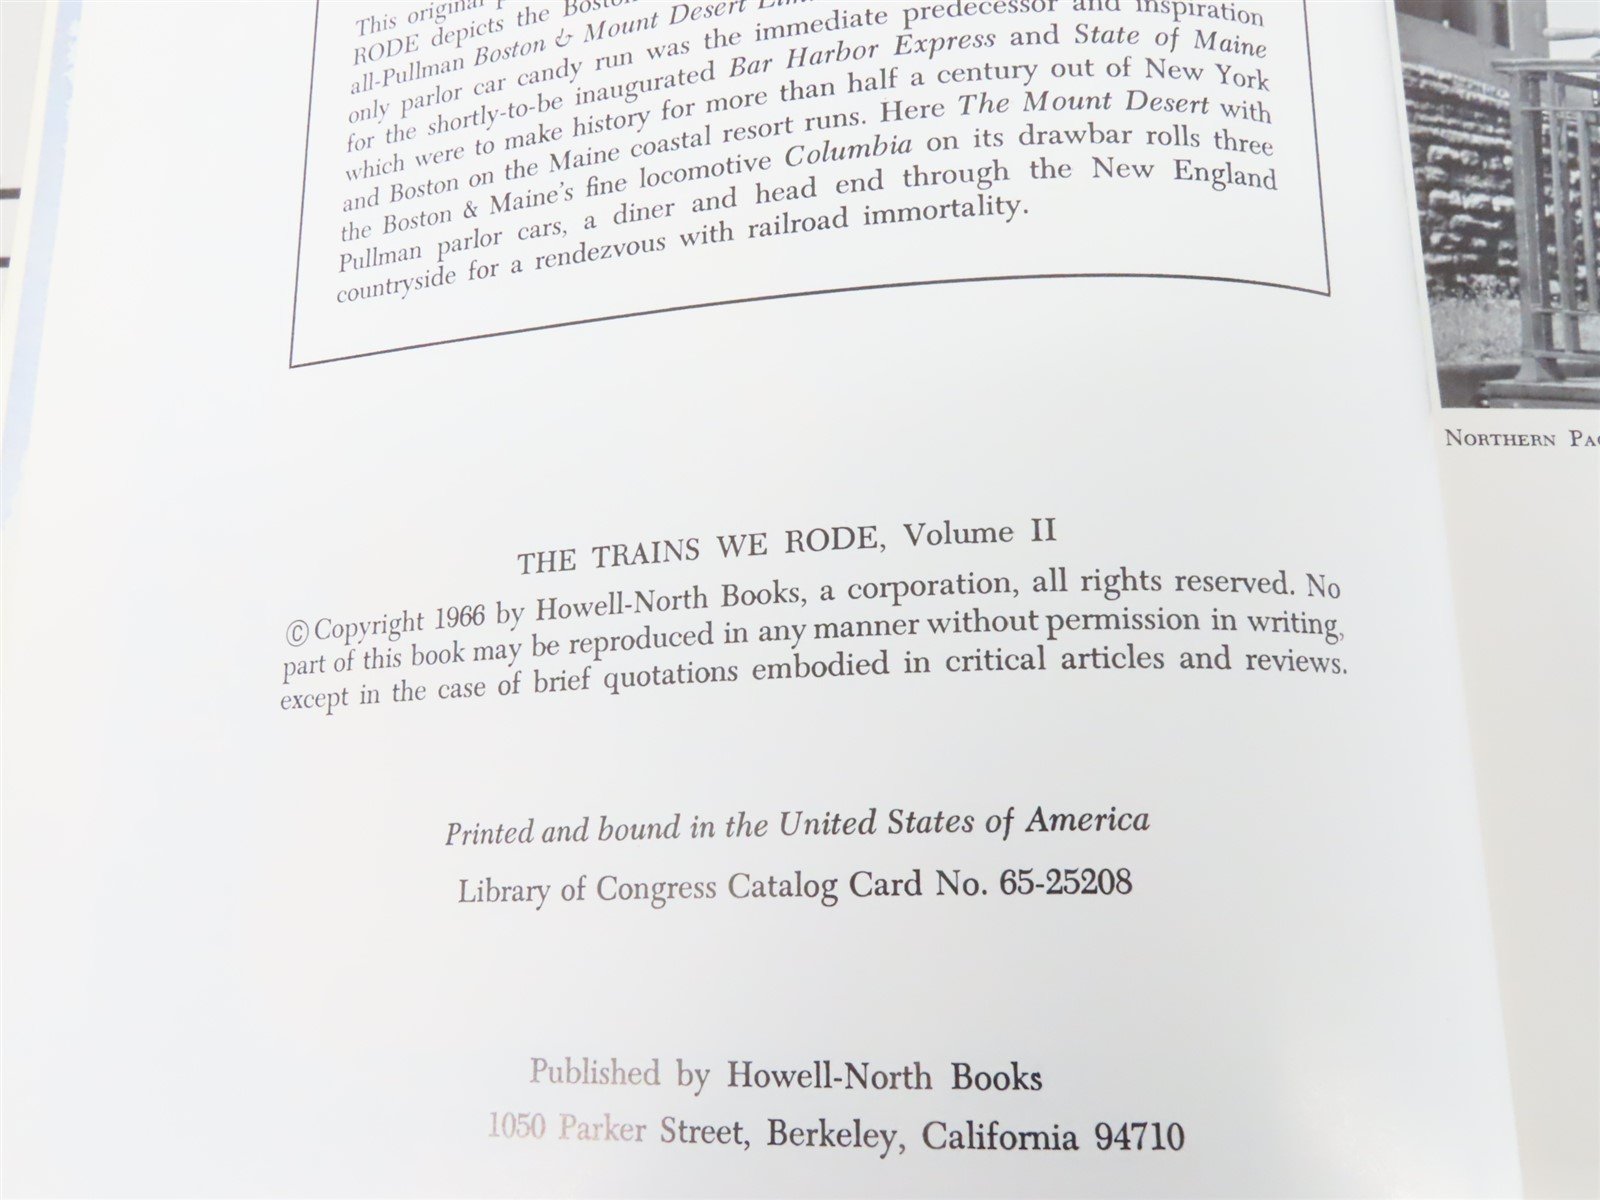 This original
RODE depicts the Boston
all-Pullman Boston & Mount Desert
only parlor car candy run was the immediate predecessor and inspiration
for the shortly-to-be inaugurated Bar Harbor Express and State of Maine
which were to make history for more than half a century out of New York
and Boston on the Maine coastal resort runs. Here The Mount Desert with
the Boston & Maine's fine locomotive Columbia on its drawbar rolls three
Pullman parlor cars, a diner and head end through the New England
countryside for a rendezvous with railroad immortality.
THE TRAINS WE RODE, Volume II
©Copyright 1966 by Howell-North Books, a corporation, all rights reserved. No
part of this book may be reproduced in any manner without permission in writing,
except in the case of brief quotations embodied in critical articles and reviews.
Printed and bound in the United States of America
Library of Congress Catalog Card No. 65-25208
Published by Howell-North Books
1050 Parker Street, Berkeley, California 94710
NORTHERN